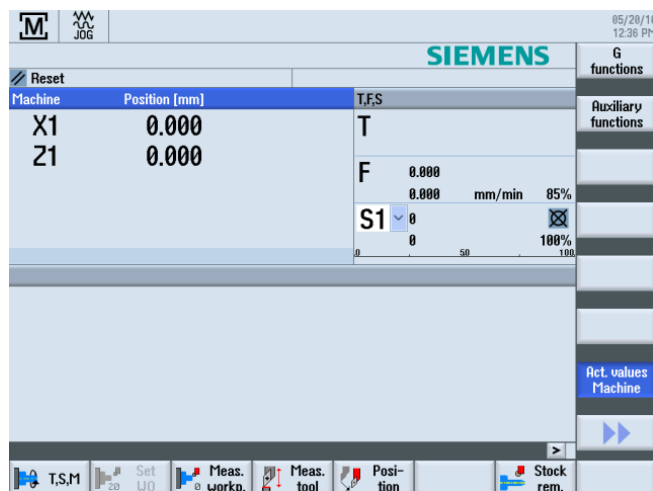 M JOG
05/20/1
12:36 PM
SIEMENS
G functions
Reset
Machine Position [mm]
T,F,S
Auxiliary functions
X1 0.000
T
Z1 0.000
F 0.000
0.000 mm/min 85%
S1 0
0 100%
0 50 100
Act. values Machine
T,S,M
Set WO
Meas. workp.
Meas. tool
Posi-
tion
Stock rem.